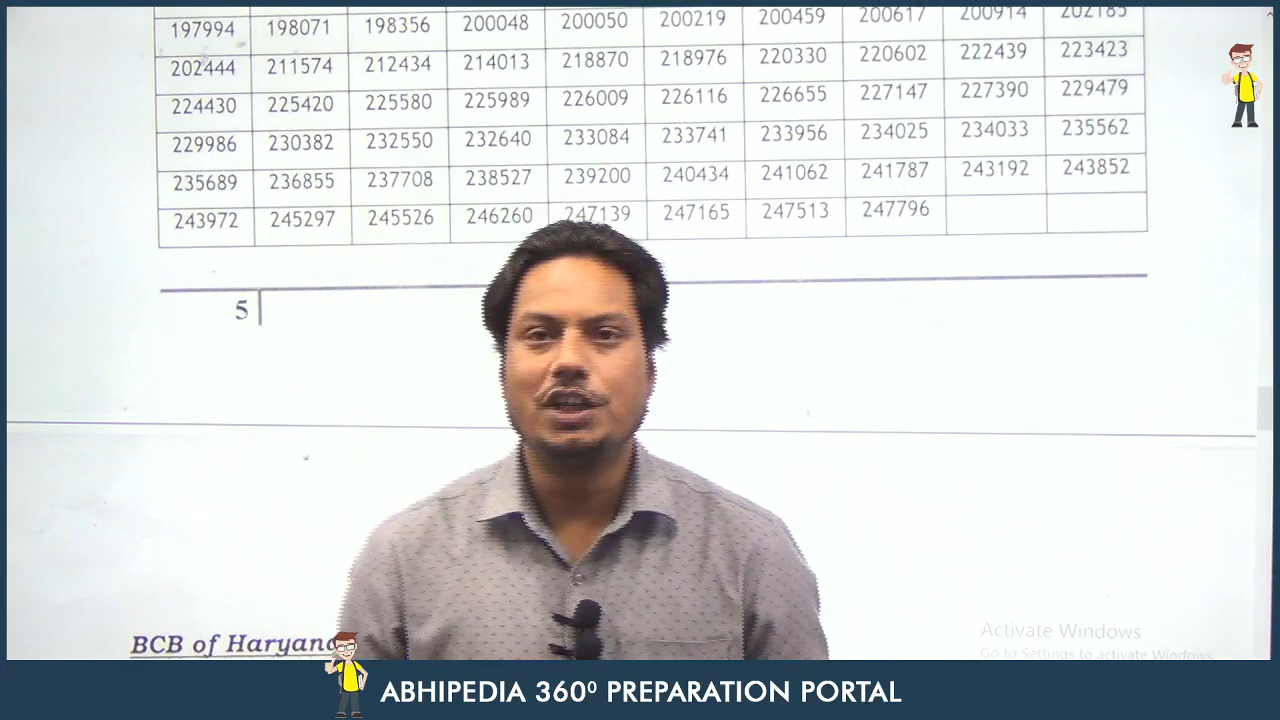 197994 198071 198356 200048 200050 200219 200459 200617 200914 202185
202444 211574 212434 214013 218870 218976 220330 220602 222439 223423
224430 225420 225580 225989 226009 226116 226655 227147 227390 229479
229986 230382 232550 232640 233084 233741 233956 234025 234033 235562
235689 236855 237708 238527 239200 240434 241062 241787 243192 243852
243972 245297 245526 246260 247139 247165 247513 247796
5
BCB of Haryana
Activate Windows
Go to Settings to activate Windows.
ABHIPEDIA 360⁰ PREPARATION PORTAL